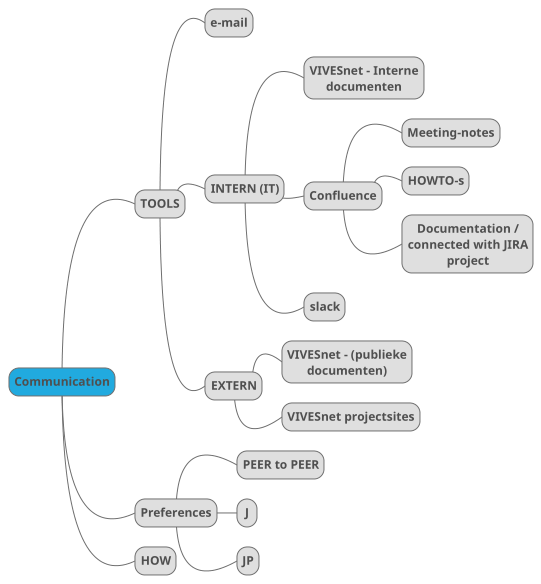 e-mail
VIVESnet - Interne
documenten
Meeting-notes
HOWTO-s
INTERN (IT)
Confluence
TOOLS
Documentation /
connected with JIRA
project
slack
VIVESnet - (publieke
documenten)
Communication
EXTERN
VIVESnet projectsites
PEER to PEER
Preferences
J
HOW
JP